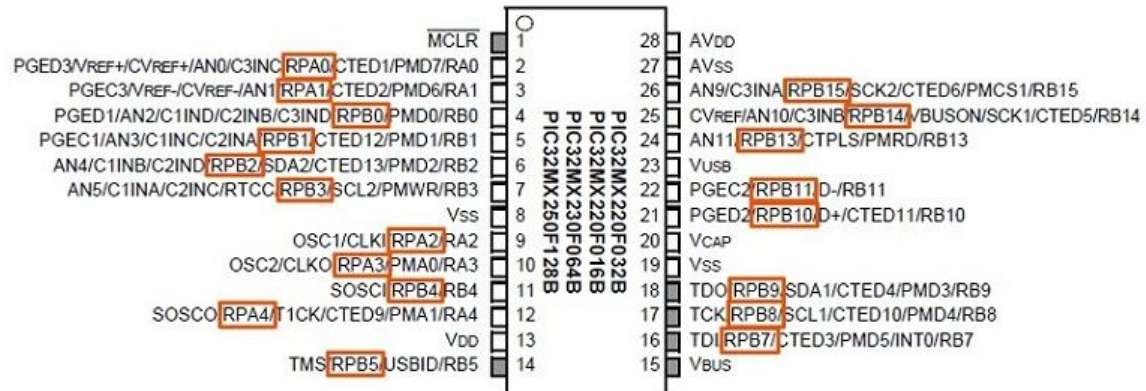 MCLR 1
PGED3/VREF+/CVREF+/AN0/C3INC/RPA0/CTED1/PMD7/RA0 2
PGEC3/VREF-/CVREF-/AN1/RPA1/CTED2/PMD6/RA1 3
PGED1/AN2/C1IND/C2INB/C3IND/RPB0/PMD0/RB0 4
PGEC1/AN3/C1INC/C2INA/RPB1/CTED12/PMD1/RB1 5
AN4/C1INB/C2IND/RPB2/SDA2/CTED13/PMD2/RB2 6
AN5/C1INA/C2INC/RTCC/RPB3/SCL2/PMWR/RB3 7
VSS 8
OSC1/CLKI/RPA2/RA2 9
OSC2/CLKO/RPA3/PMA0/RA3 10
SOSCI/RPB4/RB4 11
SOSCO/RPA4/T1CK/CTED9/PMA1/RA4 12
VDD 13
TMS/RPB5/USBID/RB5 14
PIC32MX220F032B
PIC32MX220F016B
PIC32MX230F064B
PIC32MX250F128B
28 AVDD
27 AVSS
26 AN9/C3INA/RPB15/SCK2/CTED6/PMCS1/RB15
25 CVREF/AN10/C3INB/RPB14/VBUSON/SCK1/CTED5/RB14
24 AN11/RPB13/CTPLS/PMRD/RB13
23 VUSB
22 PGEC2/RPB11/D-/RB11
21 PGED2/RPB10/D+/CTED11/RB10
20 VCAP
19 VSS
18 TDO/RPB9/SDA1/CTED4/PMD3/RB9
17 TCK/RPB8/SCL1/CTED10/PMD4/RB8
16 TDI/RPB7/CTED3/PMD5/INT0/RB7
15 VBUS